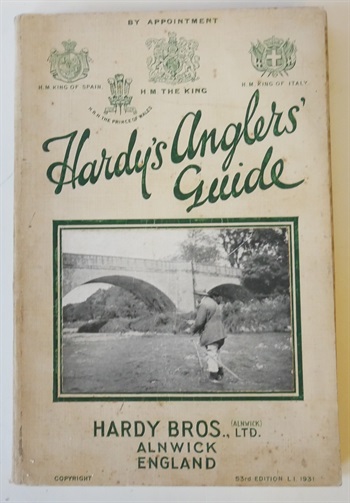 BY APPOINTMENT
H.M. KING OF SPAIN.
H.R.H. THE PRINCE OF WALES
H.M. THE KING
H.M. KING OF ITALY.
Hardy's Anglers'
Guide
HARDY BROS., (ALNWICK) LTD.
ALNWICK
ENGLAND
COPYRIGHT
53RD EDITION L.I. 1931